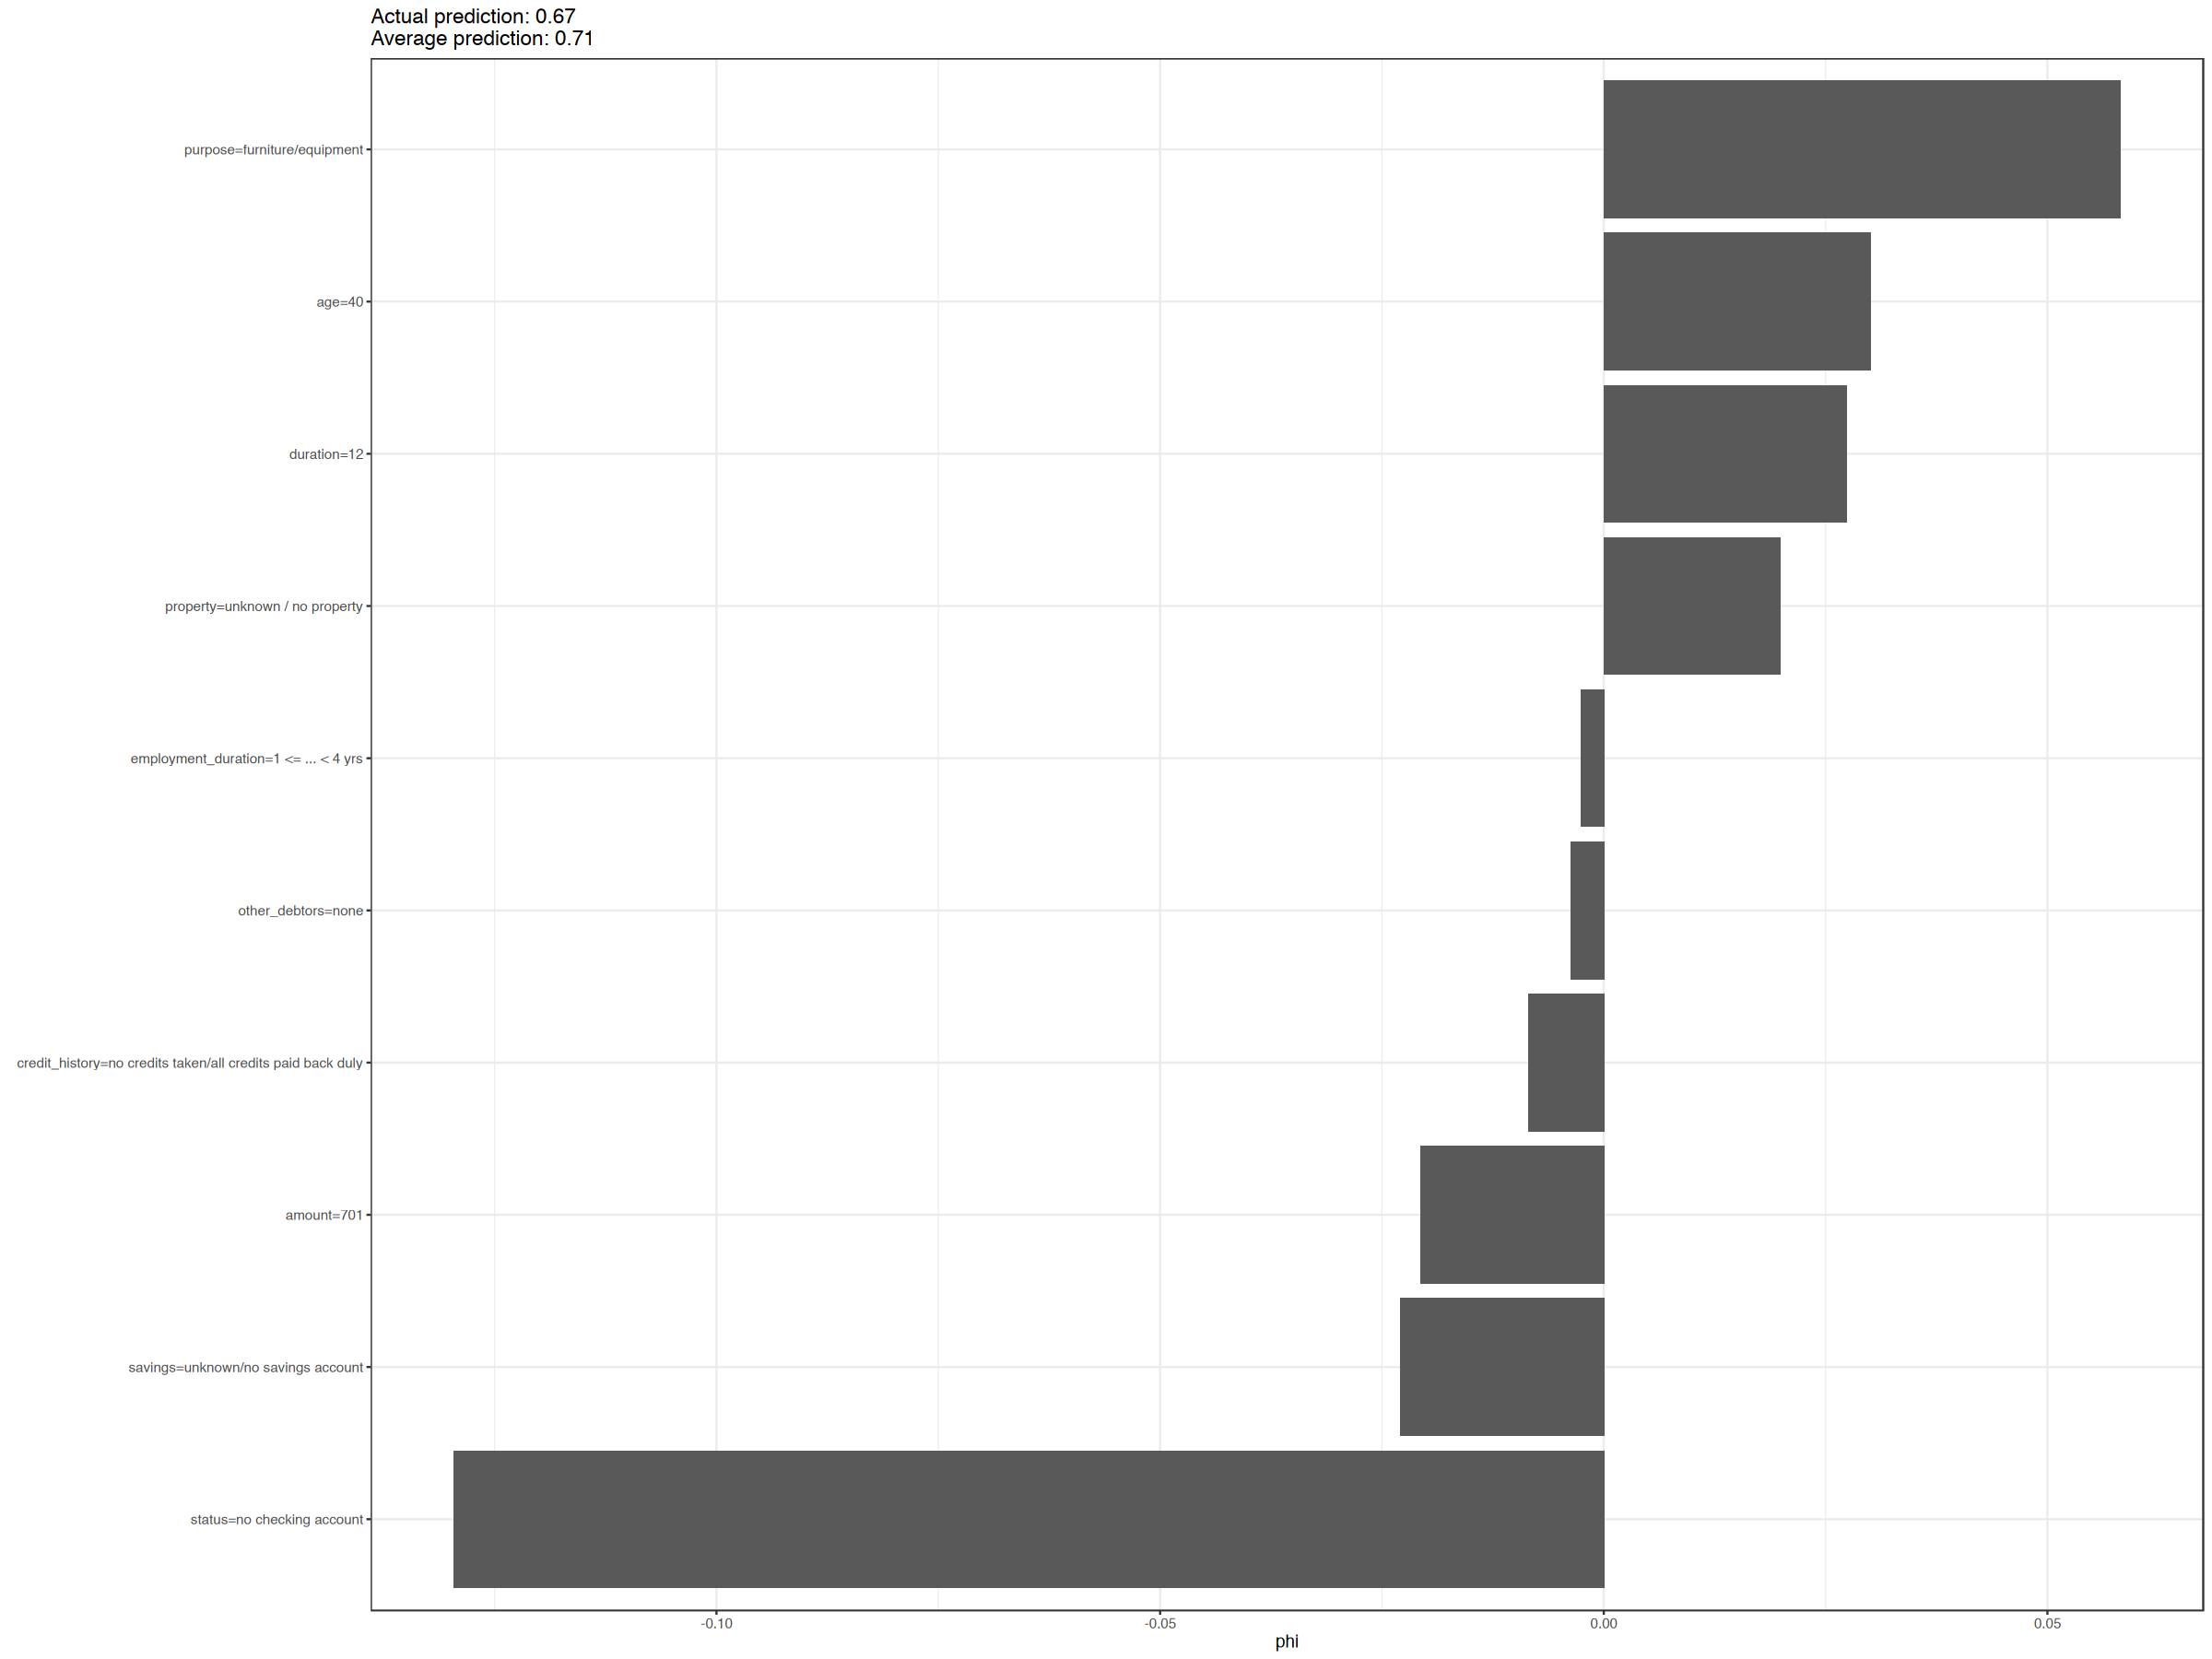 Actual prediction: 0.67
Average prediction: 0.71
purpose=furniture/equipment
age=40
duration=12
property=unknown / no property
employment_duration=1 <= ... < 4 yrs
other_debtors=none
credit_history=no credits taken/all credits paid back duly
amount=701
savings=unknown/no savings account
status=no checking account
-0.10 -0.05 0.00 0.05
phi